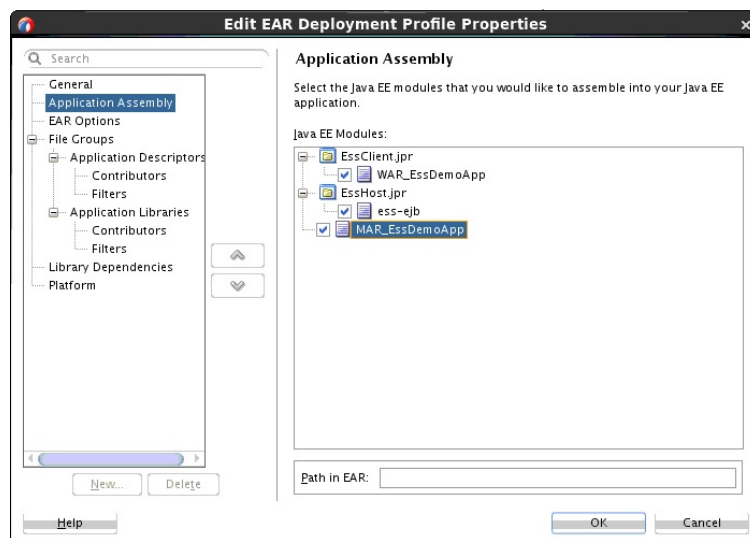 Edit EAR Deployment Profile Properties
Search
General
Application Assembly
EAR Options
File Groups
Application Descriptors
Contributors
Filters
Application Libraries
Contributors
Filters
Library Dependencies
Platform
New...
Delete
Application Assembly
Select the Java EE modules that you would like to assemble into your Java EE
application.
Java EE Modules:
EssClient.jpr
WAR_EssDemoApp
EssHost.jpr
ess-ejb
MAR_EssDemoApp
Path in EAR:
Help
OK
Cancel